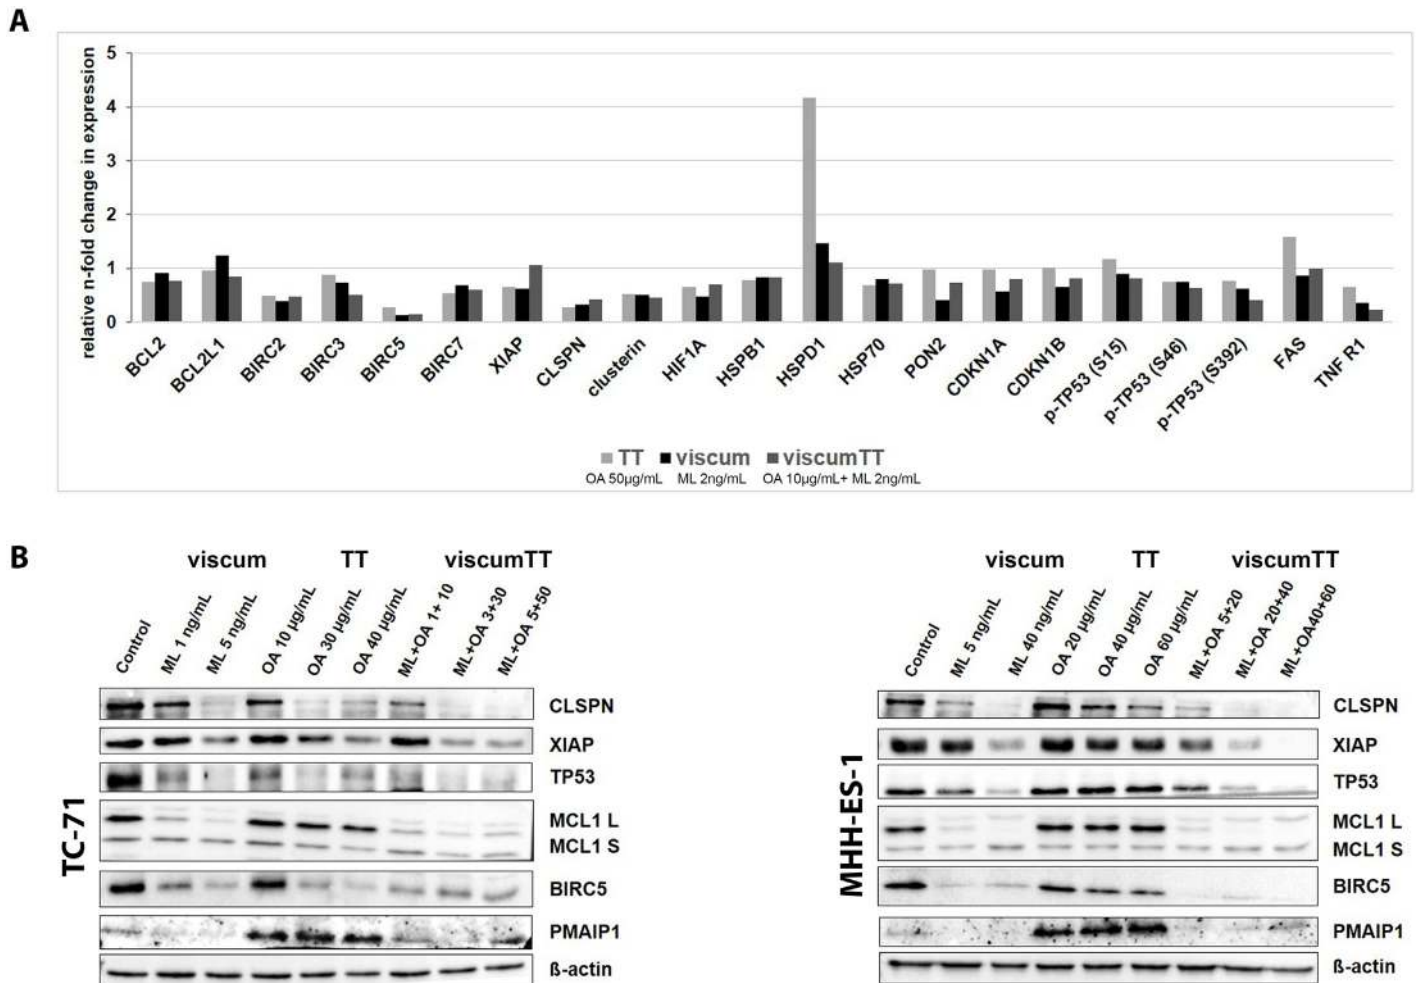 A
relative n-fold change in expression
5
4
3
2
1
0
BCL2
BCL2L1
BIRC2
BIRC3
BIRC5
BIRC7
XIAP
CLSPN
clusterin
HIF1A
HSPB1
HSPD1
HSP70
PON2
CDKN1A
CDKN1B
p-TP53 (S15)
p-TP53 (S46)
p-TP53 (S392)
FAS
TNF R1
TT viscum viscumTT
OA 50µg/mL ML 2ng/mL OA 10µg/mL+ ML 2ng/mL
B
viscum TT viscumTT
Control
ML 1 ng/mL
ML 5 ng/mL
OA 10 µg/mL
OA 30 µg/mL
OA 40 µg/mL
ML+OA 1+ 10
ML+OA 3+30
ML+OA 5+50
TC-71
CLSPN
XIAP
TP53
MCL1 L
MCL1 S
BIRC5
PMAIP1
ß-actin
viscum TT viscumTT
Control
ML 5 ng/mL
ML 40 ng/mL
OA 20 µg/mL
OA 40 µg/mL
OA 60 µg/mL
ML+OA 5+20
ML+OA 20+40
ML+OA40+60
MHH-ES-1
CLSPN
XIAP
TP53
MCL1 L
MCL1 S
BIRC5
PMAIP1
ß-actin